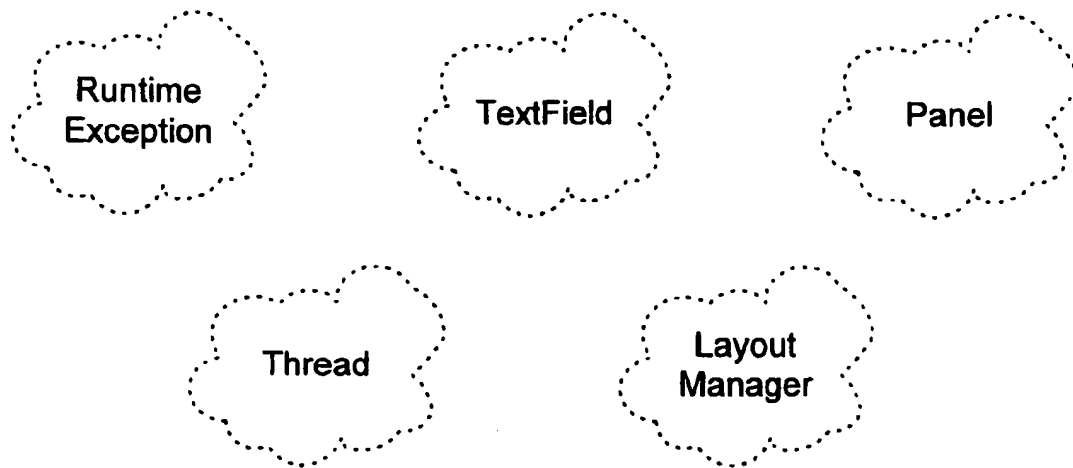 Runtime
Exception
TextField
Panel
Thread
Layout
Manager